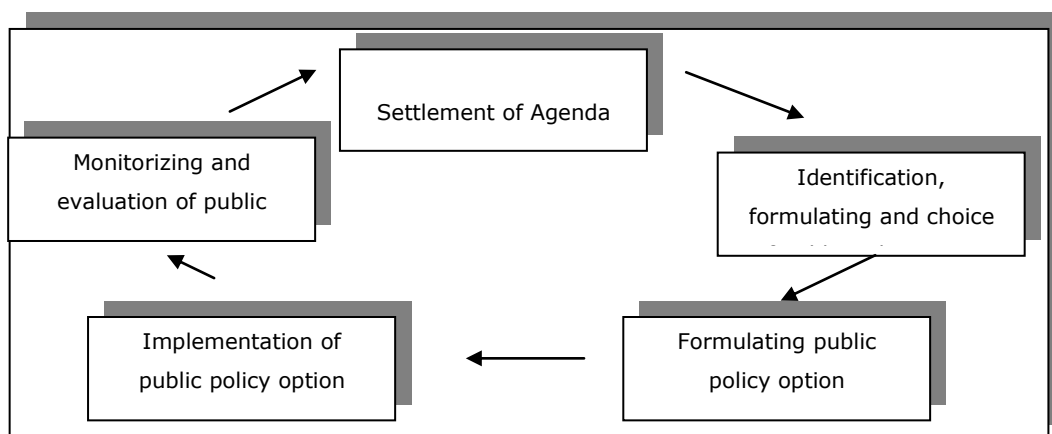 Settlement of Agenda
Monitorizing and
evaluation of public
Identification,
formulating and choice
Implementation of
public policy option
Formulating public
policy option